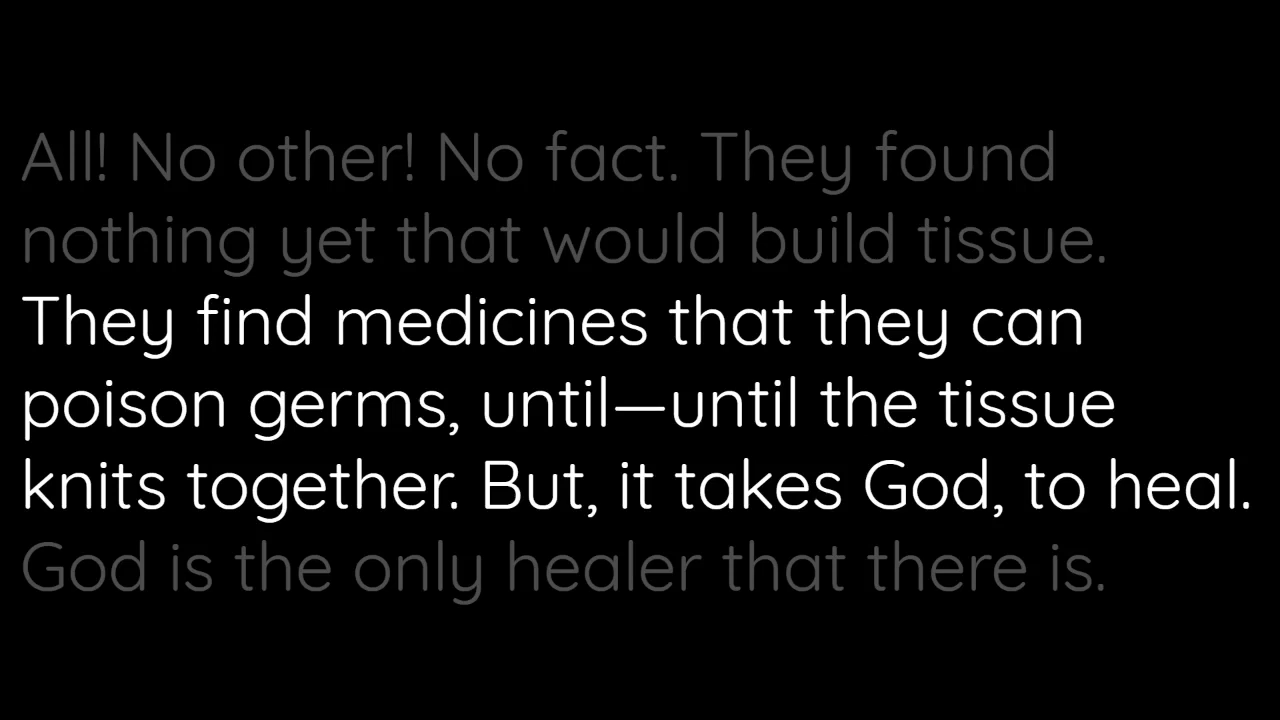 All! No other! No fact. They found
nothing yet that would build tissue.
They find medicines that they can
poison germs, until—until the tissue
knits together. But, it takes God, to heal.
God is the only healer that there is.